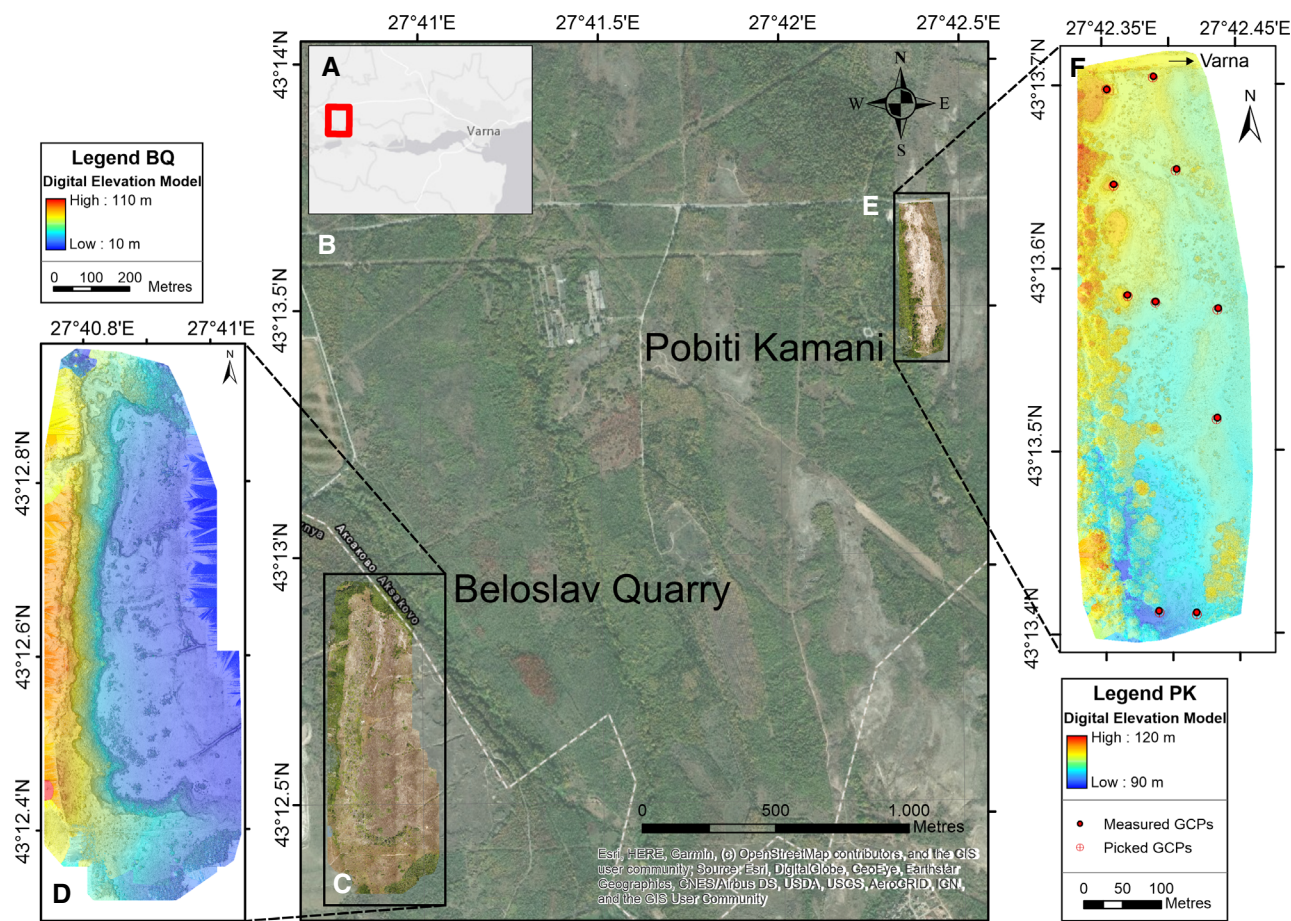 27°41'E
27°41.5'E
27°42'E
27°42.5'E
43°14'N
43°13.5'N
43°13'N
43°12.5'N
A
Varna
B
N
W
E
S
E
Pobiti Kamani
Beloslav Quarry
Аксаково Aksakovo
C
0 500 1.000
Metres
Esri, HERE, Garmin, (c) OpenStreetMap contributors, and the GIS
user community; Source: Esri, DigitalGlobe, GeoEye, Earthstar
Geographics, CNES/Airbus DS, USDA, USGS, AeroGRID, IGN,
and the GIS User Community
Legend BQ
Digital Elevation Model
High : 110 m
Low : 10 m
0 100 200
Metres
27°40.8'E
27°41'E
43°12.8'N
43°12.6'N
43°12.4'N
N
D
27°42.35'E
27°42.45'E
43°13.7'N
43°13.6'N
43°13.5'N
43°13.4'N
F
Varna
N
Legend PK
Digital Elevation Model
High : 120 m
Low : 90 m
Measured GCPs
Picked GCPs
0 50 100
Metres